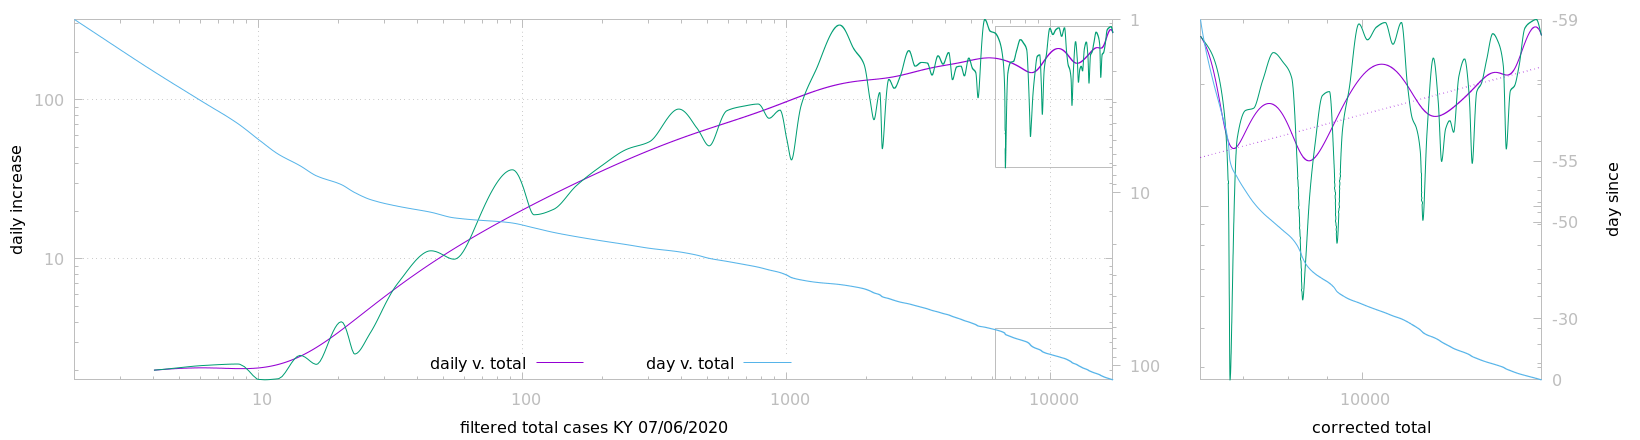 daily increase
100
10
daily v. total
day v. total
10
100
1000
10000
filtered total cases KY 07/06/2020
1
10
100
10000
corrected total
-59
-55
-50
-30
0
day since